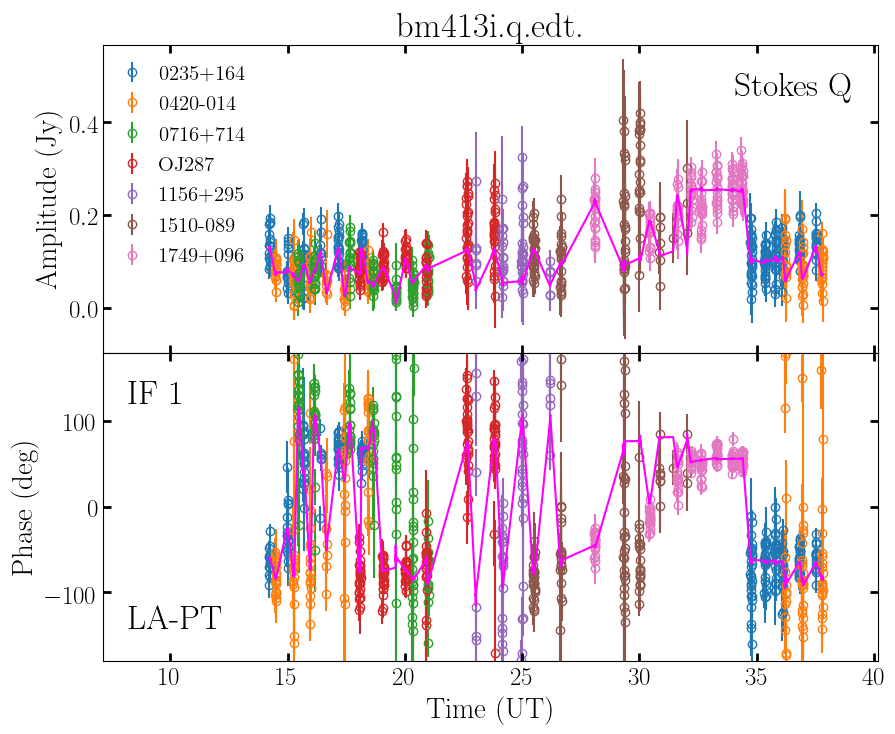 bm413i.q.edt.
Stokes Q
0235+164
0420-014
0716+714
OJ287
1156+295
1510-089
1749+096
Amplitude (Jy)
0.4
0.2
0.0
IF 1
LA-PT
Phase (deg)
100
0
−100
10 15 20 25 30 35 40
Time (UT)